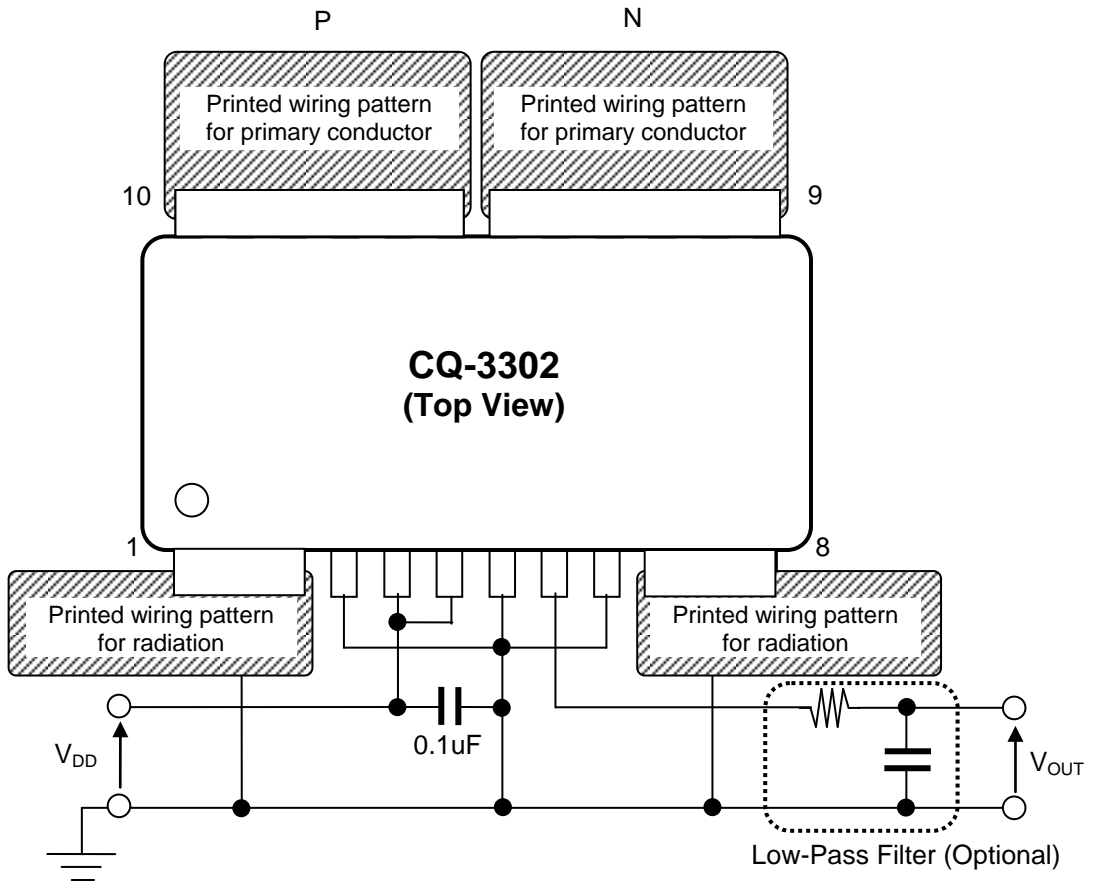 P
N
Printed wiring pattern
for primary conductor
Printed wiring pattern
for primary conductor
10
9
CQ-3302
(Top View)
1
8
Printed wiring pattern
for radiation
Printed wiring pattern
for radiation
0.1uF
VDD
VOUT
Low-Pass Filter (Optional)